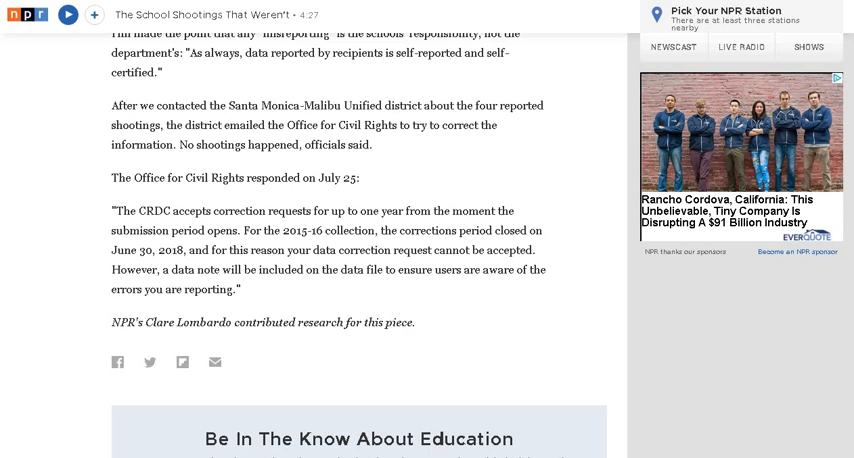 npr
The School Shootings That Weren't • 4:27
Pick Your NPR Station
There are at least three stations
nearby
NEWSCAST
LIVE RADIO
SHOWS
department's: "As always, data reported by recipients is self-reported and self-
certified."
After we contacted the Santa Monica-Malibu Unified district about the four reported
shootings, the district emailed the Office for Civil Rights to try to correct the
information. No shootings happened, officials said.
The Office for Civil Rights responded on July 25:
"The CRDC accepts correction requests for up to one year from the moment the
submission period opens. For the 2015-16 collection, the corrections period closed on
June 30, 2018, and for this reason your data correction request cannot be accepted.
However, a data note will be included on the data file to ensure users are aware of the
errors you are reporting."
NPR's Clare Lombardo contributed research for this piece.
Be In The Know About Education
Rancho Cordova, California: This
Unbelievable, Tiny Company Is
Disrupting A $91 Billion Industry
EVERQUOTE
NPR thanks our sponsors
Become an NPR sponsor